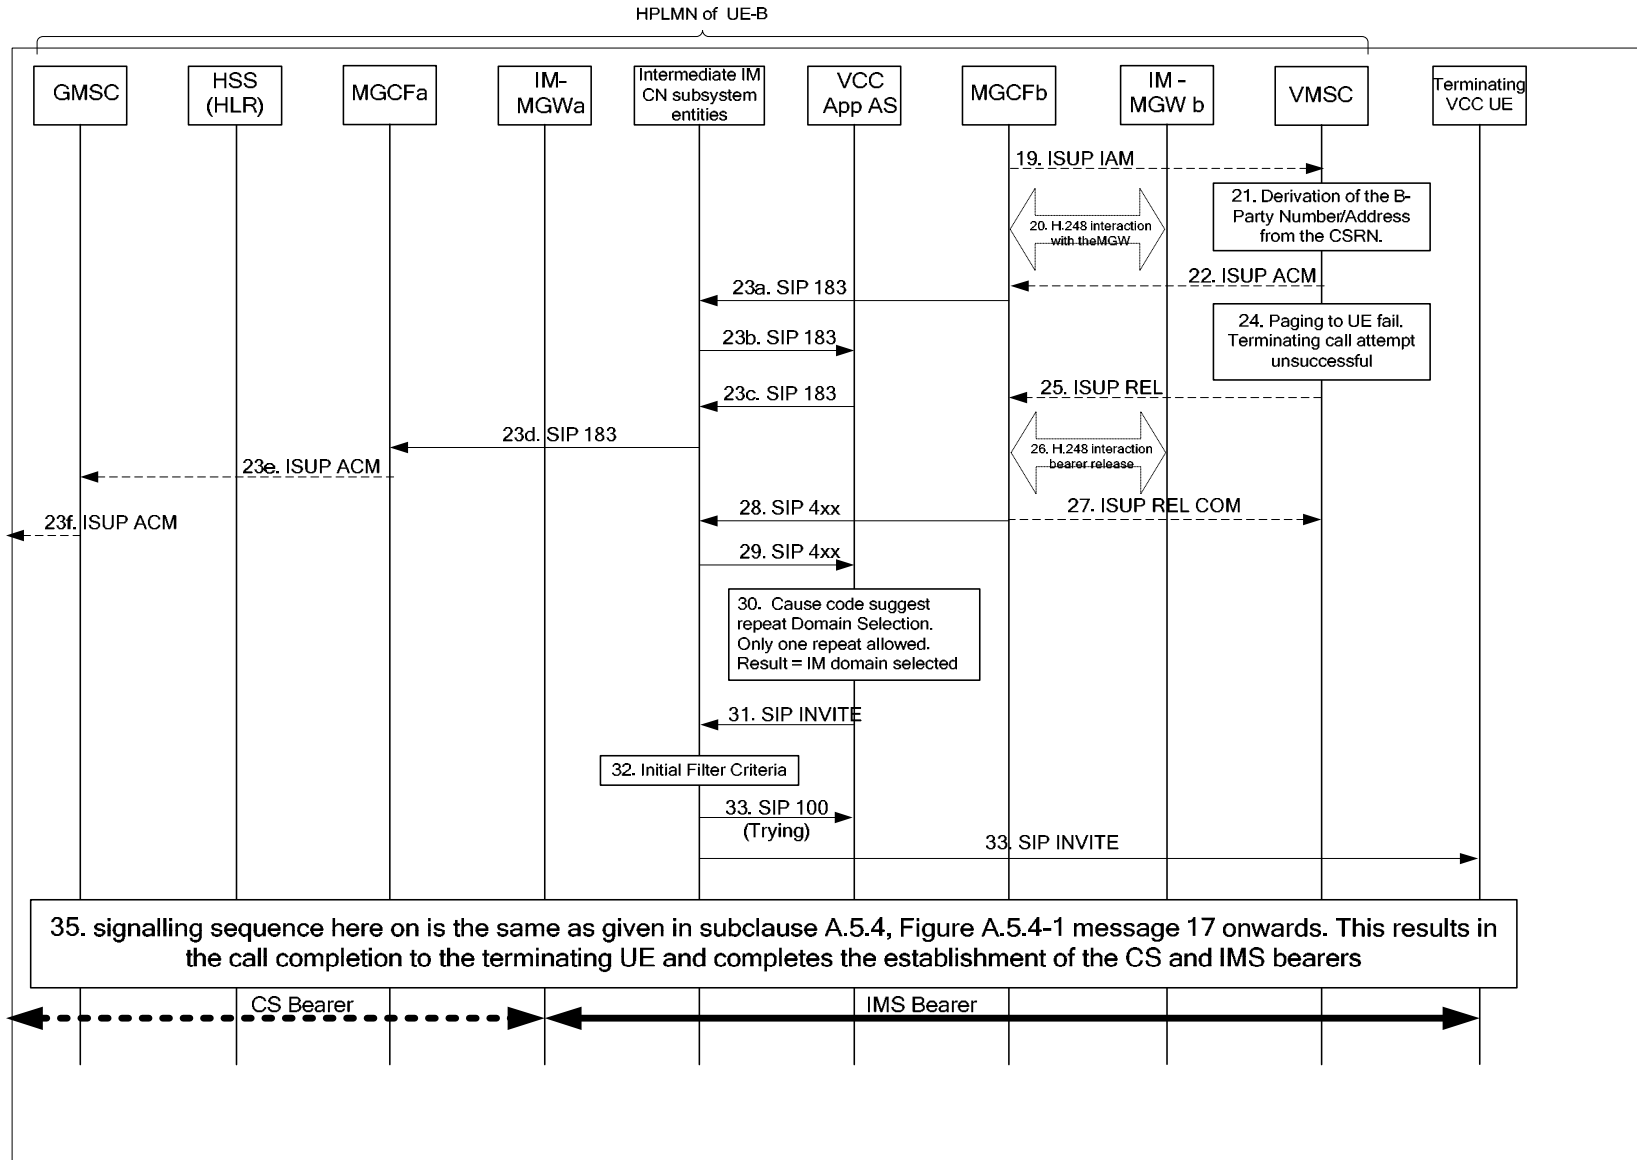 HPLMN of UE-B
GMSC
HSS
(HLR)
MGCFa
IM-
MGWa
Intermediate IM
CN subsystem
entities
VCC
App AS
MGCFb
IM -
MGW b
VMSC
Terminating
VCC UE
19. ISUP IAM
20. H.248 interaction
with theMGW
21. Derivation of the B-
Party Number/Address
from the CSRN.
22. ISUP ACM
23a. SIP 183
23b. SIP 183
24. Paging to UE fail.
Terminating call attempt
unsuccessful
23c. SIP 183
25. ISUP REL
23d. SIP 183
26. H.248 interaction
bearer release
23e. ISUP ACM
23f. ISUP ACM
28. SIP 4xx
27. ISUP REL COM
29. SIP 4xx
30.  Cause code suggest
repeat Domain Selection.
Only one repeat allowed.
Result = IM domain selected
31. SIP INVITE
32. Initial Filter Criteria
33. SIP 100
(Trying)
33. SIP INVITE
35. signalling sequence here on is the same as given in subclause A.5.4, Figure A.5.4-1 message 17 onwards. This results in
the call completion to the terminating UE and completes the establishment of the CS and IMS bearers
CS Bearer
IMS Bearer